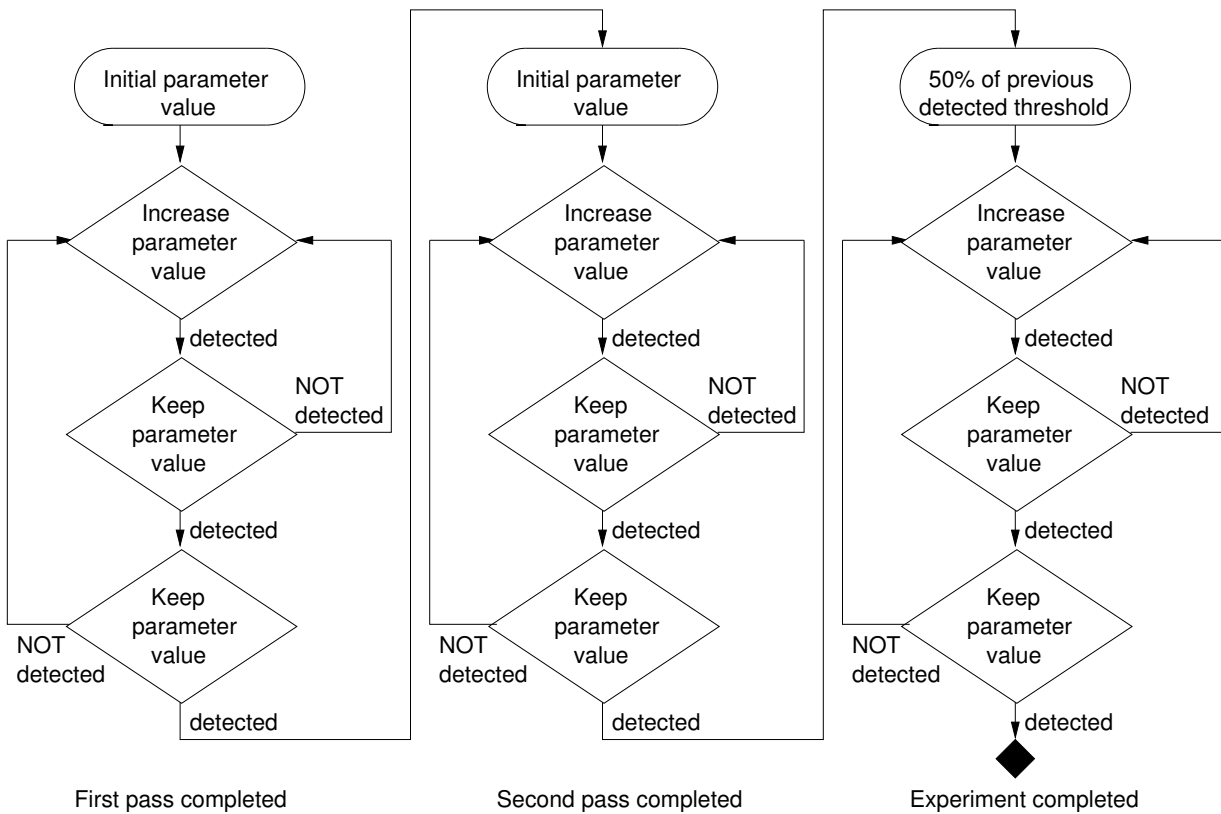 Initial parameter
value
Increase
parameter
value
detected
NOT
detected
Keep
parameter
value
detected
Keep
parameter
value
NOT
detected
detected
First pass completed
Initial parameter
value
Increase
parameter
value
detected
NOT
detected
Keep
parameter
value
detected
Keep
parameter
value
NOT
detected
detected
Second pass completed
50% of previous
detected threshold
Increase
parameter
value
detected
NOT
detected
Keep
parameter
value
detected
Keep
parameter
value
NOT
detected
detected
Experiment completed